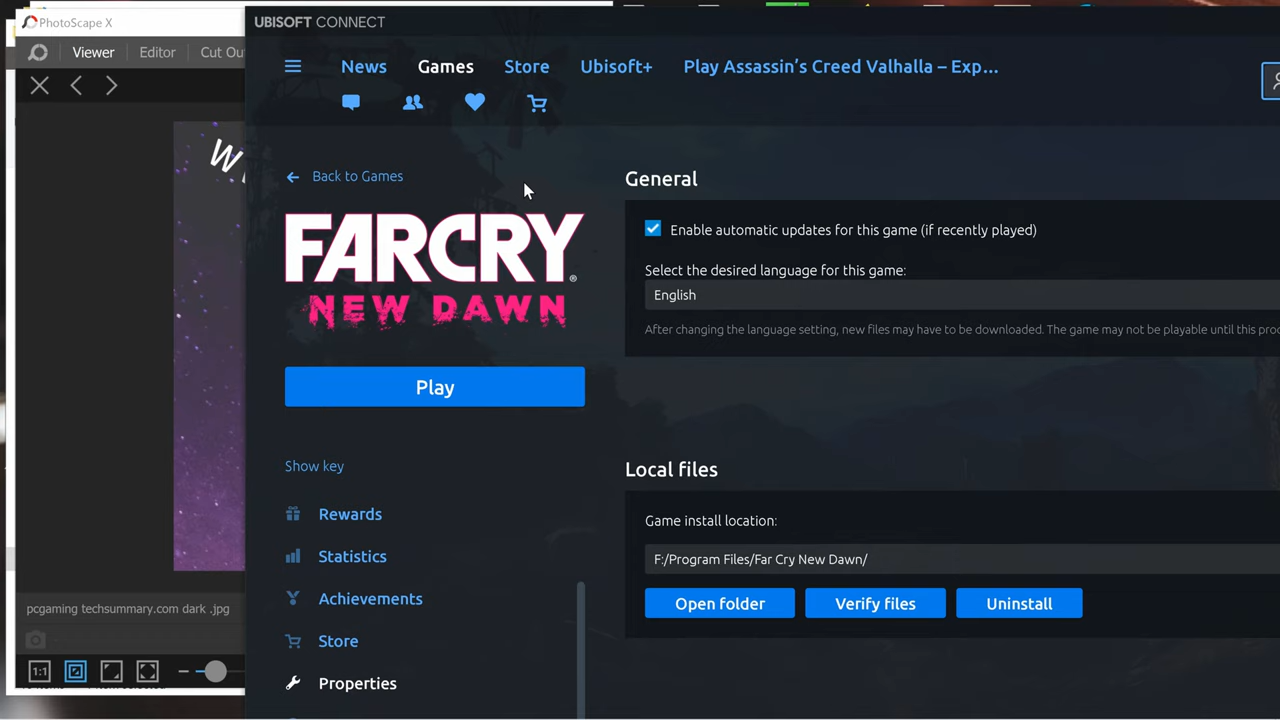 PhotoScape X
Viewer Editor Cut Ou
pcgaming techsummary.com dark .jpg
1:1
UBISOFT CONNECT
News Games Store Ubisoft+ Play Assassin's Creed Valhalla – Exp...
Back to Games
FARCRY®
NEW DAWN
Play
Show key
Rewards
Statistics
Achievements
Store
Properties
General
Enable automatic updates for this game (if recently played)
Select the desired language for this game:
English
After changing the language setting, new files may have to be downloaded. The game may not be playable until this proc
Local files
Game install location:
F:/Program Files/Far Cry New Dawn/
Open folder Verify files Uninstall